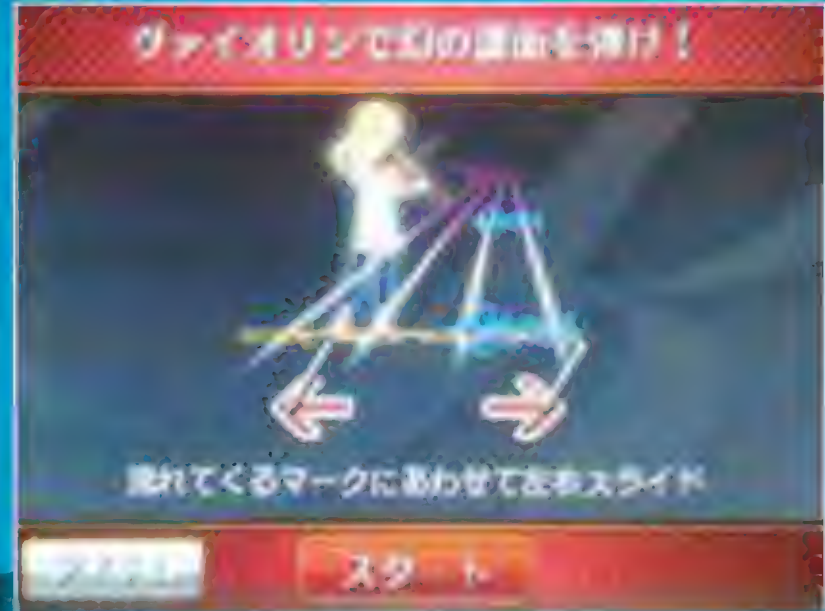 ヴァイオリンで幻の譜面を弾け!
流れてくるマークにあわせて左右スライド
スタート